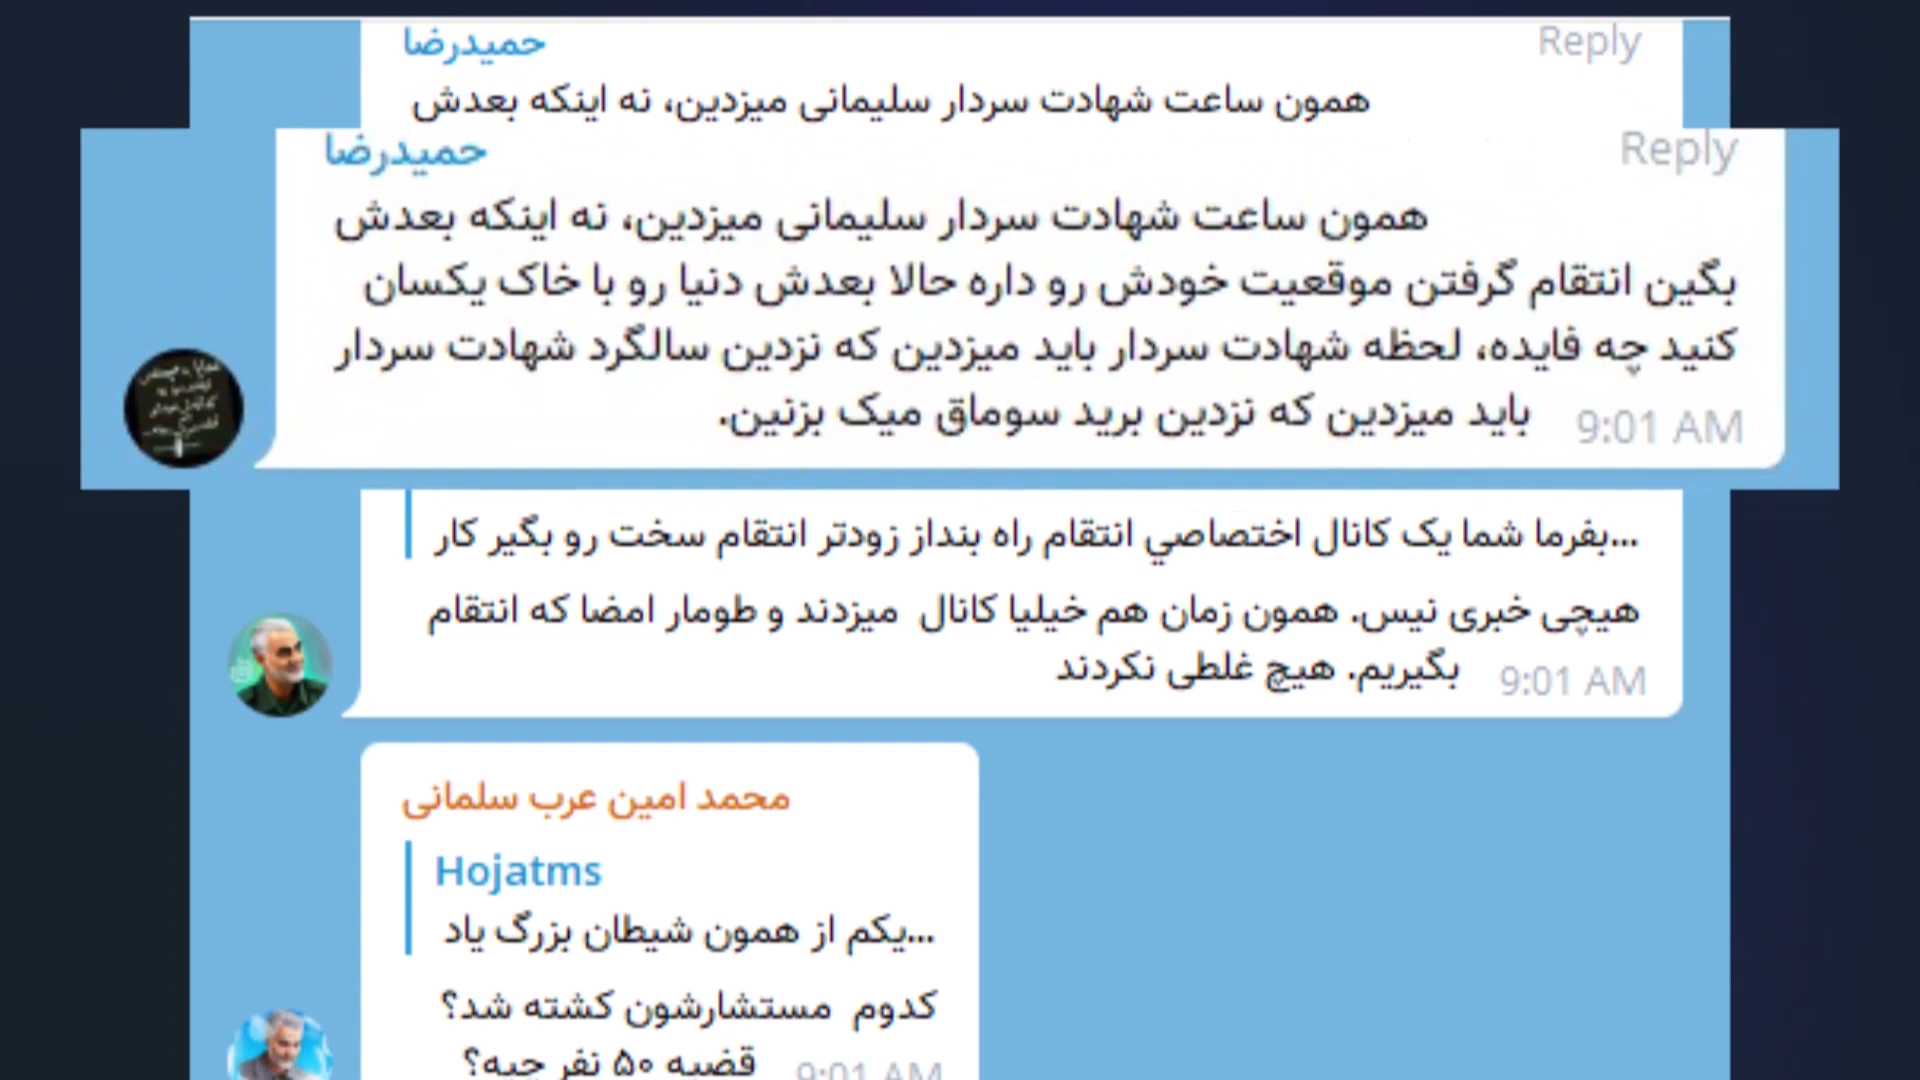 حمیدرضا
Reply
همون ساعت شهادت سردار سلیمانی میزدین، نه اینکه بعدش
حمیدرضا
Reply
همون ساعت شهادت سردار سلیمانی میزدین، نه اینکه بعدش
بگین انتقام گرفتن موقعیت خودش رو داره حالا بعدش دنیا رو با خاک یکسان
کنید چه فایده، لحظه شهادت سردار باید میزدین که نزدین سالگرد شهادت سردار
باید میزدین که نزدین برید سوماق میک بزنین.
9:01 AM
...بفرما شما یک کانال اختصاصي انتقام راه بنداز زودتر انتقام سخت رو بگیر کار
هیچی خبری نیس. همون زمان هم خیلیا کانال میزدند و طومار امضا که انتقام
بگیریم. هیچ غلطی نکردند
9:01 AM
محمد امین عرب سلمانی
Hojatms
...یکم از همون شیطان بزرگ یاد
کدوم مستشارشون کشته شد؟
قضیه ۵۰ نفر چیه؟
9:01 AM